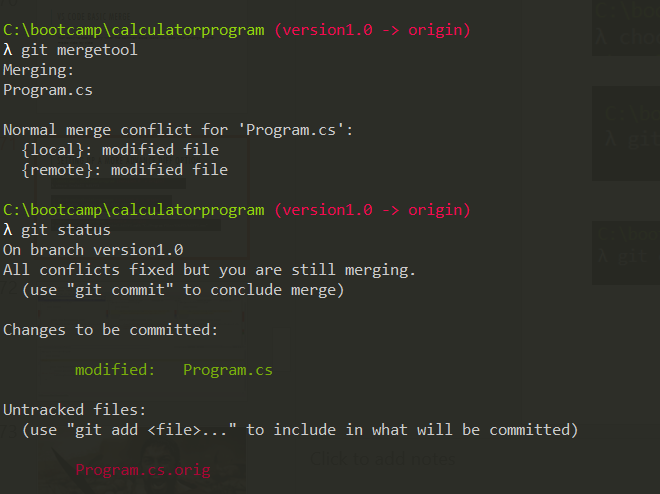 C:\bootcamp\calculatorprogram (version1.0 -> origin)
λ git mergetool
Merging:
Program.cs
Normal merge conflict for 'Program.cs':
  {local}: modified file
  {remote}: modified file
C:\bootcamp\calculatorprogram (version1.0 -> origin)
λ git status
On branch version1.0
All conflicts fixed but you are still merging.
  (use "git commit" to conclude merge)
Changes to be committed:
        modified:   Program.cs
Untracked files:
  (use "git add <file>..." to include in what will be committed)
        Program.cs.orig